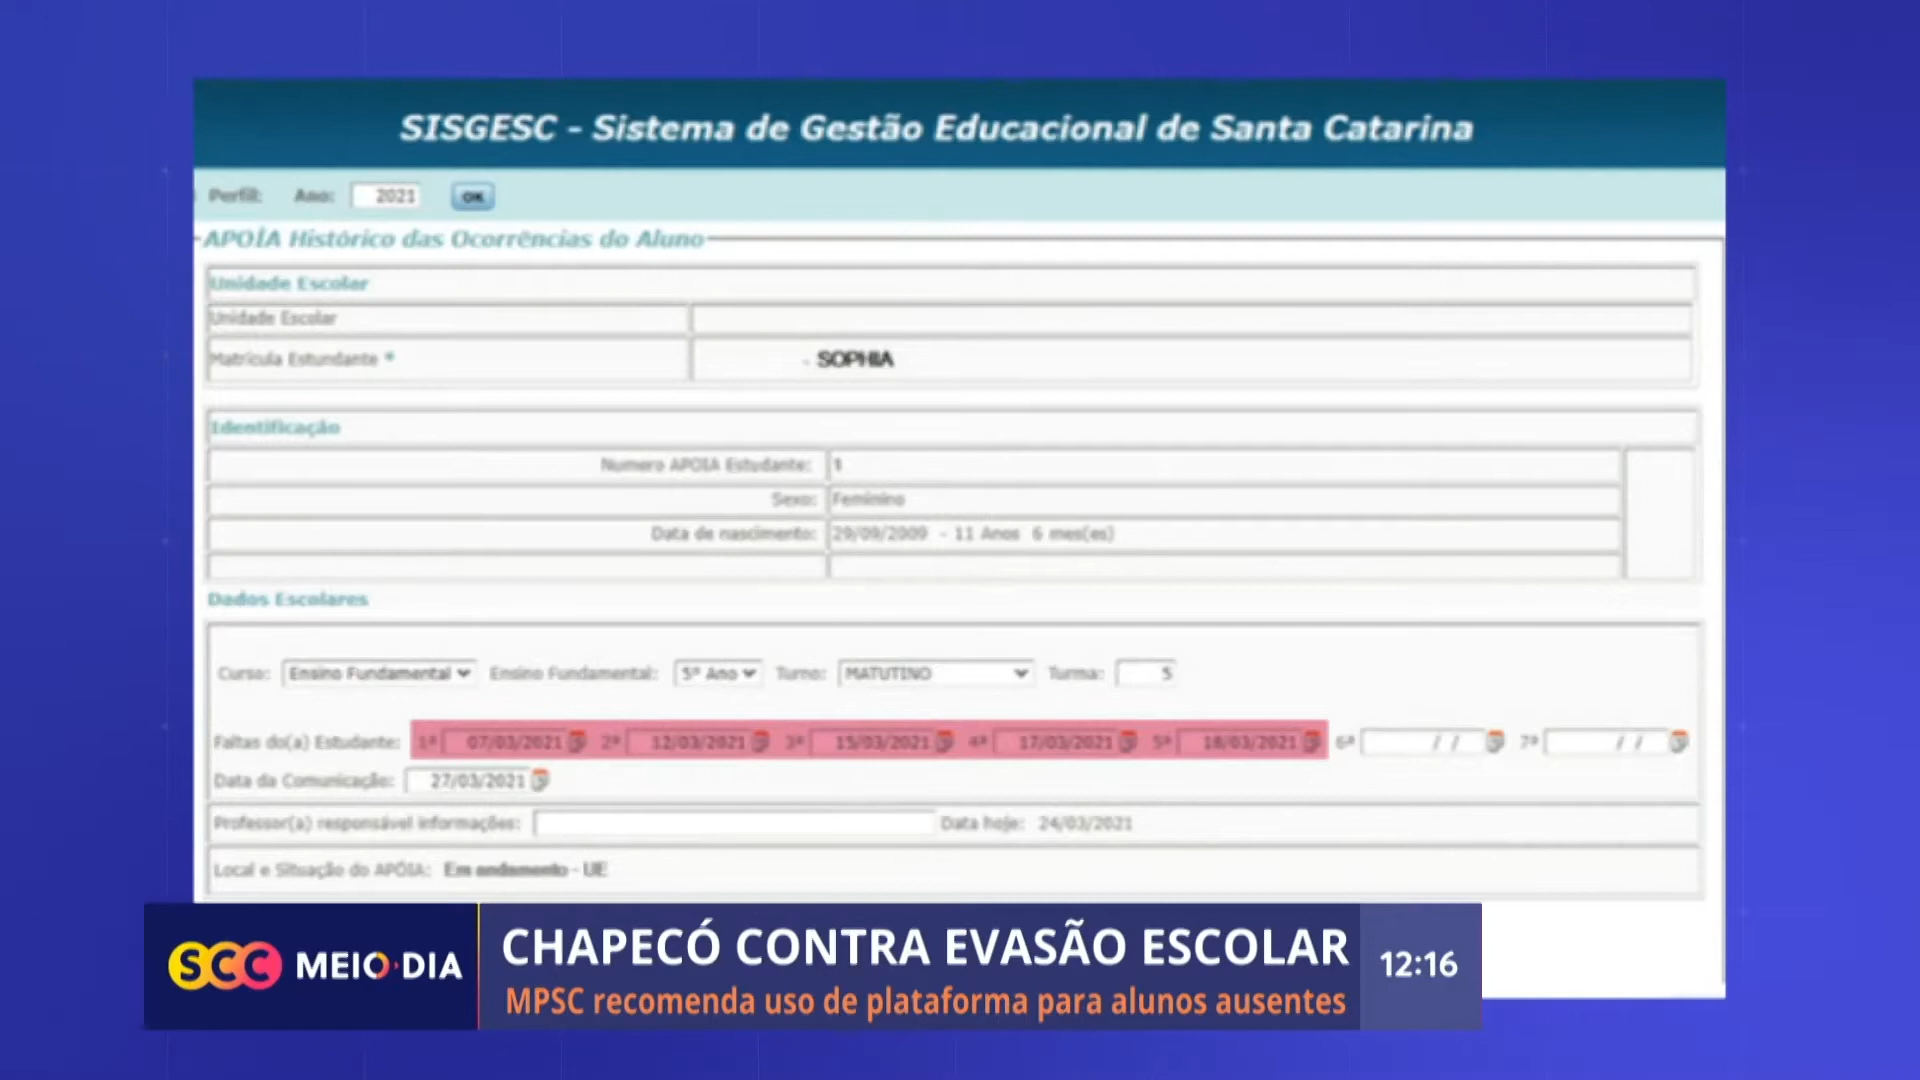 SISGESC - Sistema de Gestão Educacional de Santa Catarina
Perfil: Ano: 2021 OK
APOÍA Histórico das Ocorrências do Aluno
Unidade Escolar
Unidade Escolar
Matrícula Estundante * - SOPHIA
Identificação
Numero APOIA Estudante: 1
Sexo: Feminino
Data de nascimento: 29/09/2009 - 11 Anos 6 mes(es)
Dados Escolares
Curso: Ensino Fundamental Ensino Fundamental: 5º Ano Turno: MATUTINO Turma: 5
Faltas do(a) Estudante: 1ª 07/03/2021 2ª 12/03/2021 3ª 15/03/2021 4ª 17/03/2021 5ª 18/03/2021 6ª / / 7ª / /
Data da Comunicação: 27/03/2021
Professor(a) responsável informações: Data hoje: 24/03/2021
Local e Situação do APÓIA: Em andamento - UE
SCC MEIO-DIA
CHAPECÓ CONTRA EVASÃO ESCOLAR
MPSC recomenda uso de plataforma para alunos ausentes
12:16